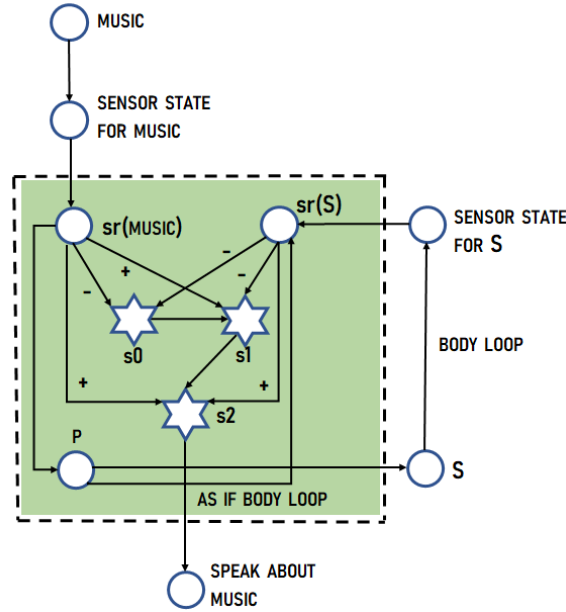 MUSIC
SENSOR STATE
FOR MUSIC
sr(MUSIC)
sr(S)
SENSOR STATE
FOR S
+
-
-
-
s0
s1
BODY LOOP
+
+
s2
P
S
AS IF BODY LOOP
SPEAK ABOUT
MUSIC